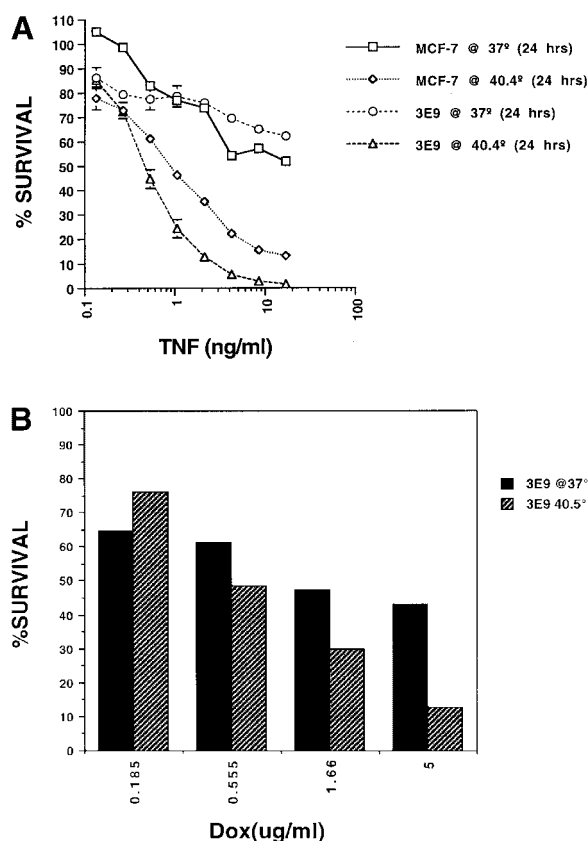 A
% SURVIVAL
110
100
90
80
70
60
50
40
30
20
10
0
0.1
1
10
100
TNF (ng/ml)
MCF-7 @ 37º (24 hrs)
MCF-7 @ 40.4º (24 hrs)
3E9 @ 37º (24 hrs)
3E9 @ 40.4º (24 hrs)
B
%SURVIVAL
100
90
80
70
60
50
40
30
20
10
0
0.185
0.555
1.66
5
Dox(ug/ml)
3E9 @37°
3E9 40.5°